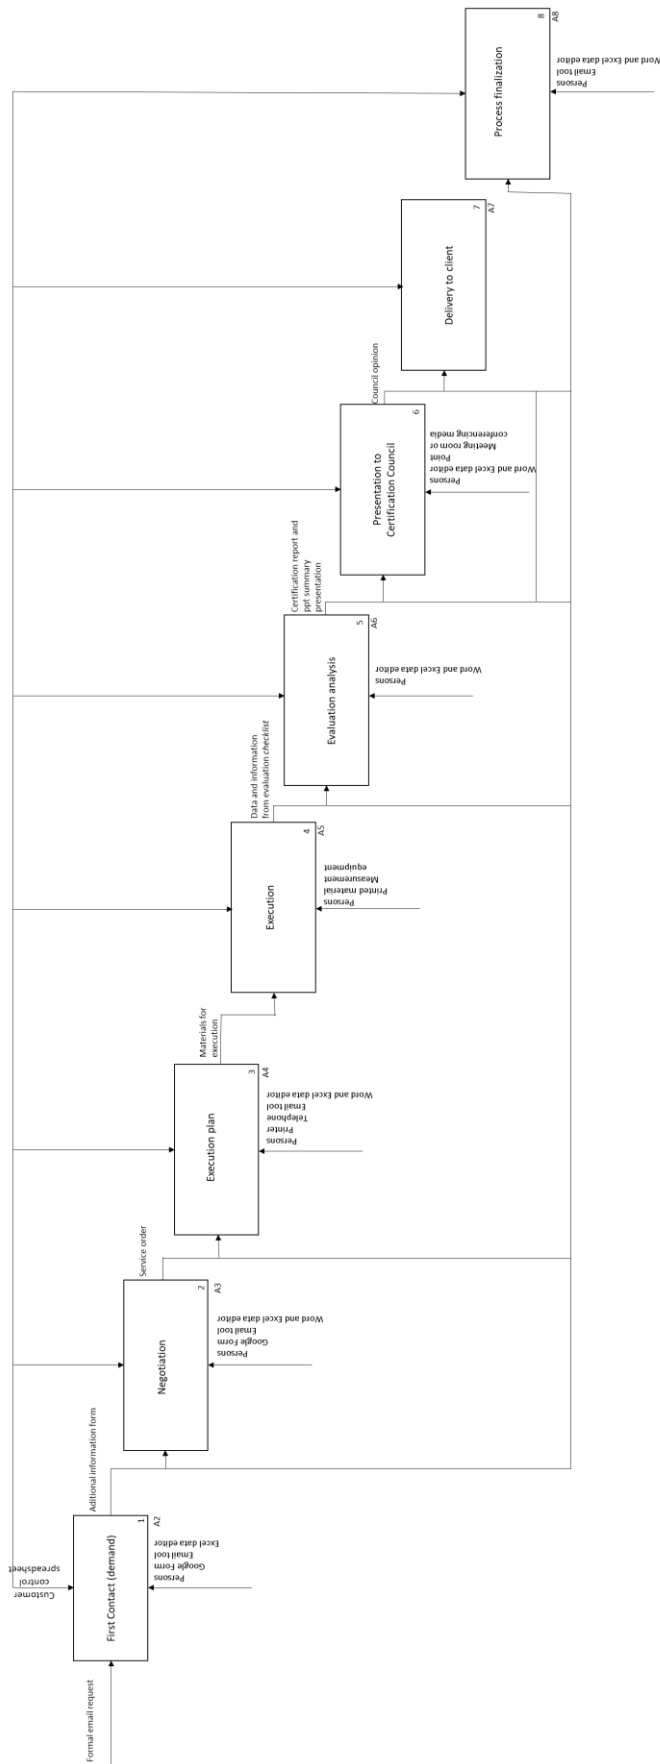 Formal email request
Customer
control
spreadsheet
First Contact (demand)
1
A2
Persons
Google Form
Email tool
Excel data editor
Aditional information form
Negotiation
2
A3
Persons
Google Form
Email tool
Word and Excel data editor
Service order
Execution plan
3
A4
Persons
Printer
Telephone
Email tool
Word and Excel data editor
Materials for
execution
Execution
4
A5
Persons
Printed material
Measurement
equipment
Data and information
from evaluation checklist
Evaluation analysis
5
A6
Persons
Word and Excel data editor
Certification report and
ppt summary
presentation
Presentation to
Certification Council
6
Persons
Word and Excel data editor
Point
Meeting room or
conferencing media
Council opinion
Delivery to client
7
A7
Process finalization
8
A8
Persons
Email tool
Word and Excel data editor